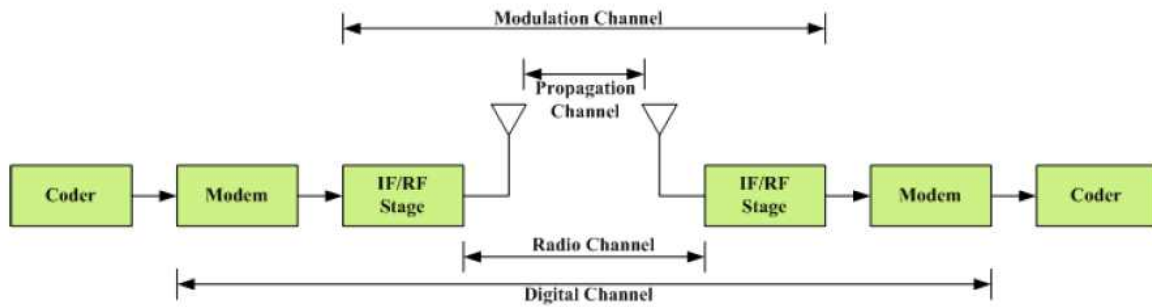 Modulation Channel
Propagation
Channel
Coder
Modem
IF/RF
Stage
IF/RF
Stage
Modem
Coder
Radio Channel
Digital Channel